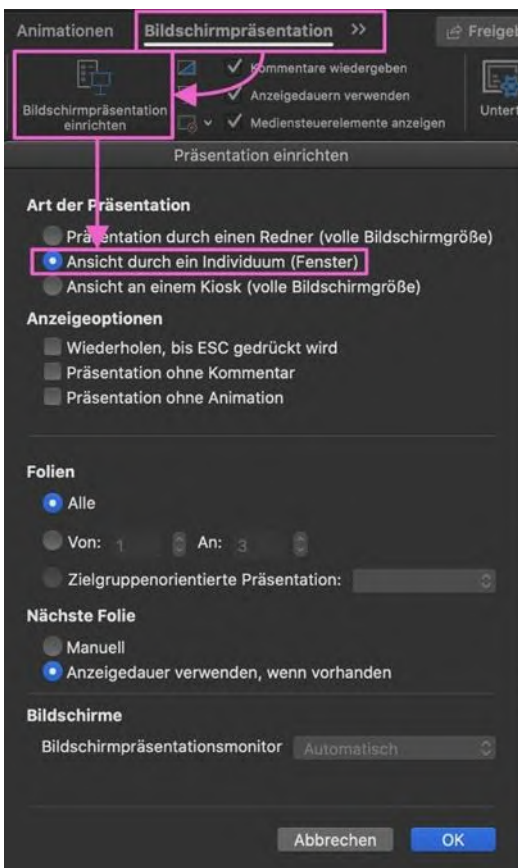 Animationen
Bildschirmpräsentation
Freige
Bildschirmpräsentation
einrichten
Kommentare wiedergeben
Anzeigedauern verwenden
Mediensteuerelemente anzeigen
Untert
Präsentation einrichten
Art der Präsentation
Präsentation durch einen Redner (volle Bildschirmgröße)
Ansicht durch ein Individuum (Fenster)
Ansicht an einem Kiosk (volle Bildschirmgröße)
Anzeigeoptionen
Wiederholen, bis ESC gedrückt wird
Präsentation ohne Kommentar
Präsentation ohne Animation
Folien
Alle
Von: 1 An: 3
Zielgruppenorientierte Präsentation:
Nächste Folie
Manuell
Anzeigedauer verwenden, wenn vorhanden
Bildschirme
Bildschirmpräsentationsmonitor Automatisch
Abbrechen OK